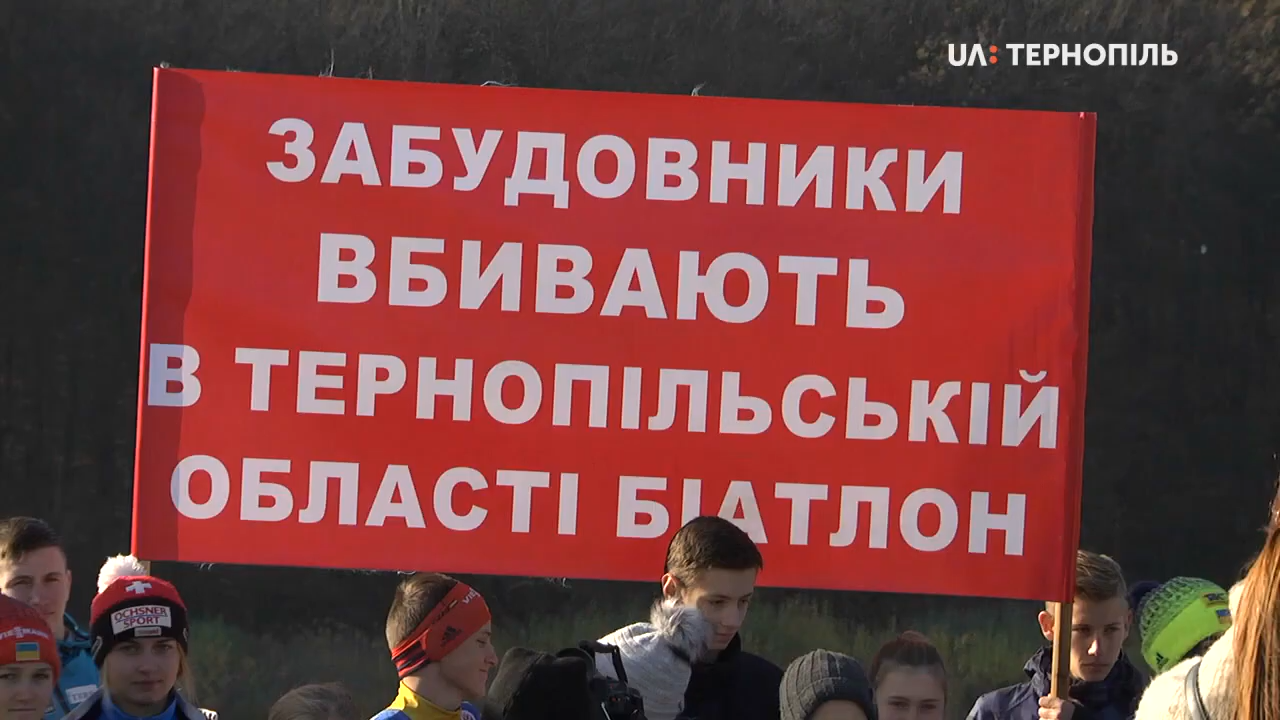 UA: ТЕРНОПІЛЬ
ЗАБУДОВНИКИ
ВБИВАЮТЬ
В ТЕРНОПІЛЬСЬКІЙ
ОБЛАСТІ БІАТЛОН
OCHSNER
SPORT